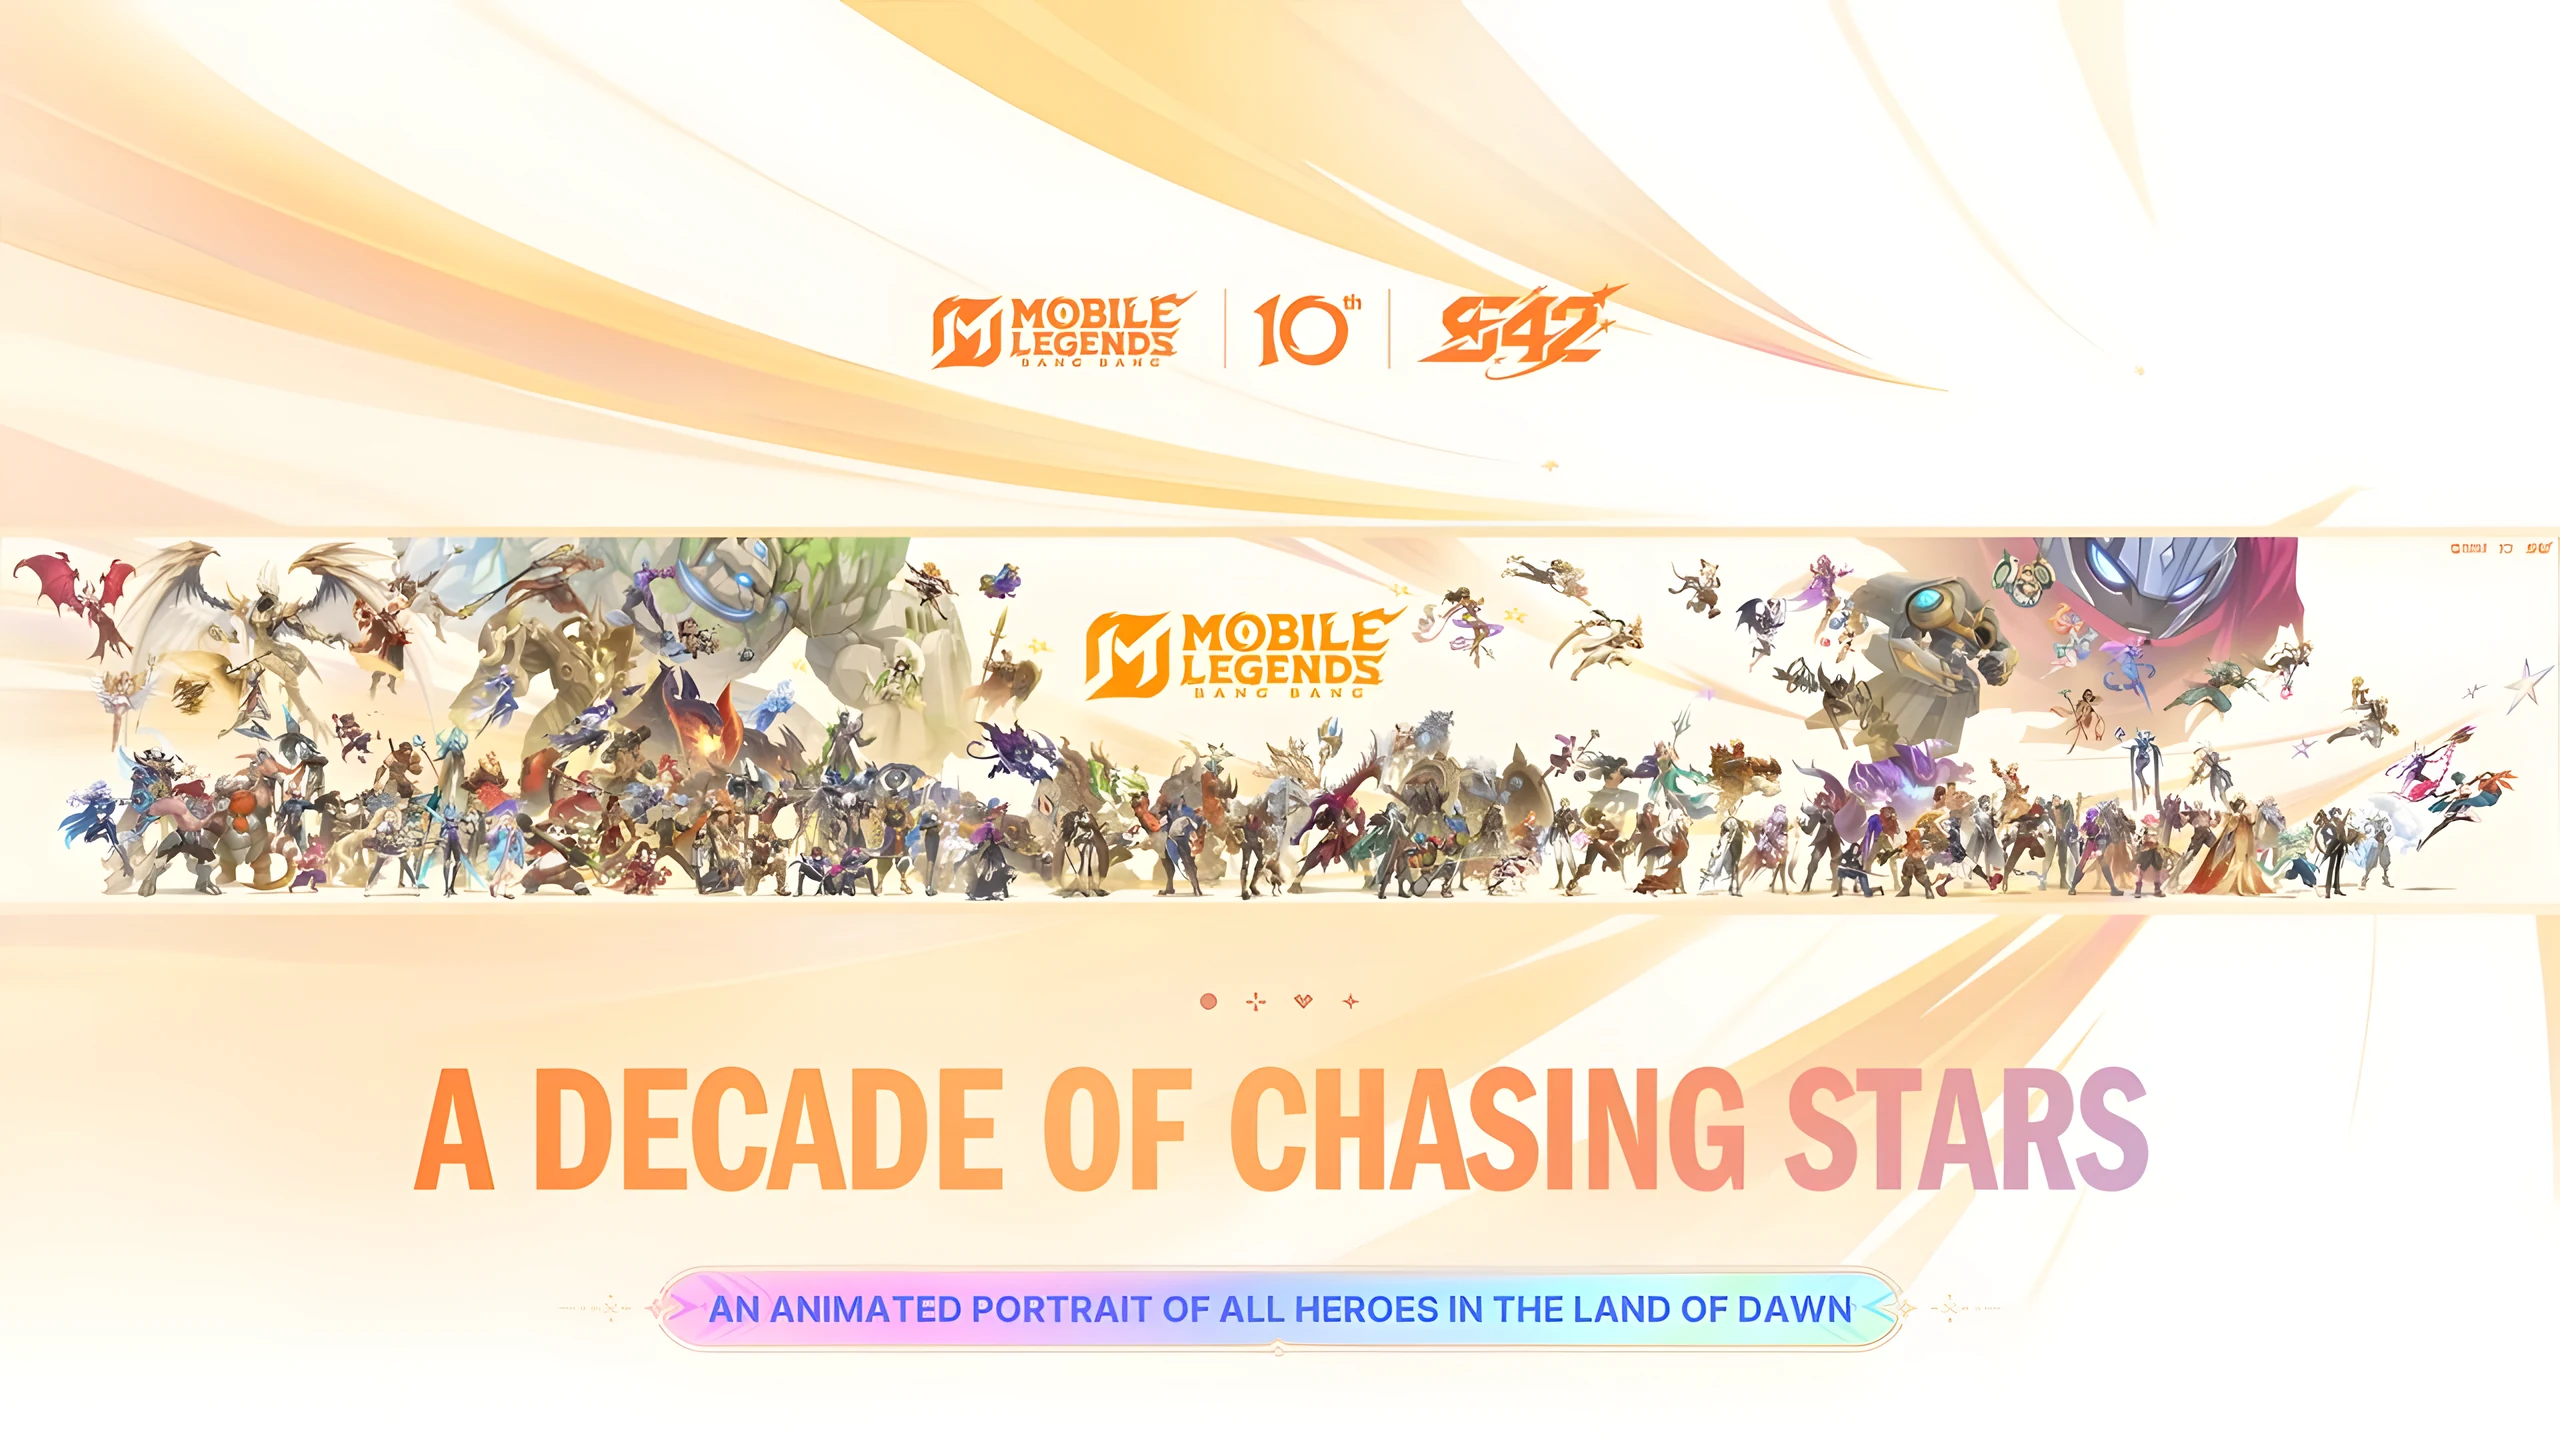 MOBILE LEGENDS BANG BANG | 10th | S42
MOBILE
LEGENDS
BANG BANG
A DECADE OF CHASING STARS
AN ANIMATED PORTRAIT OF ALL HEROES IN THE LAND OF DAWN